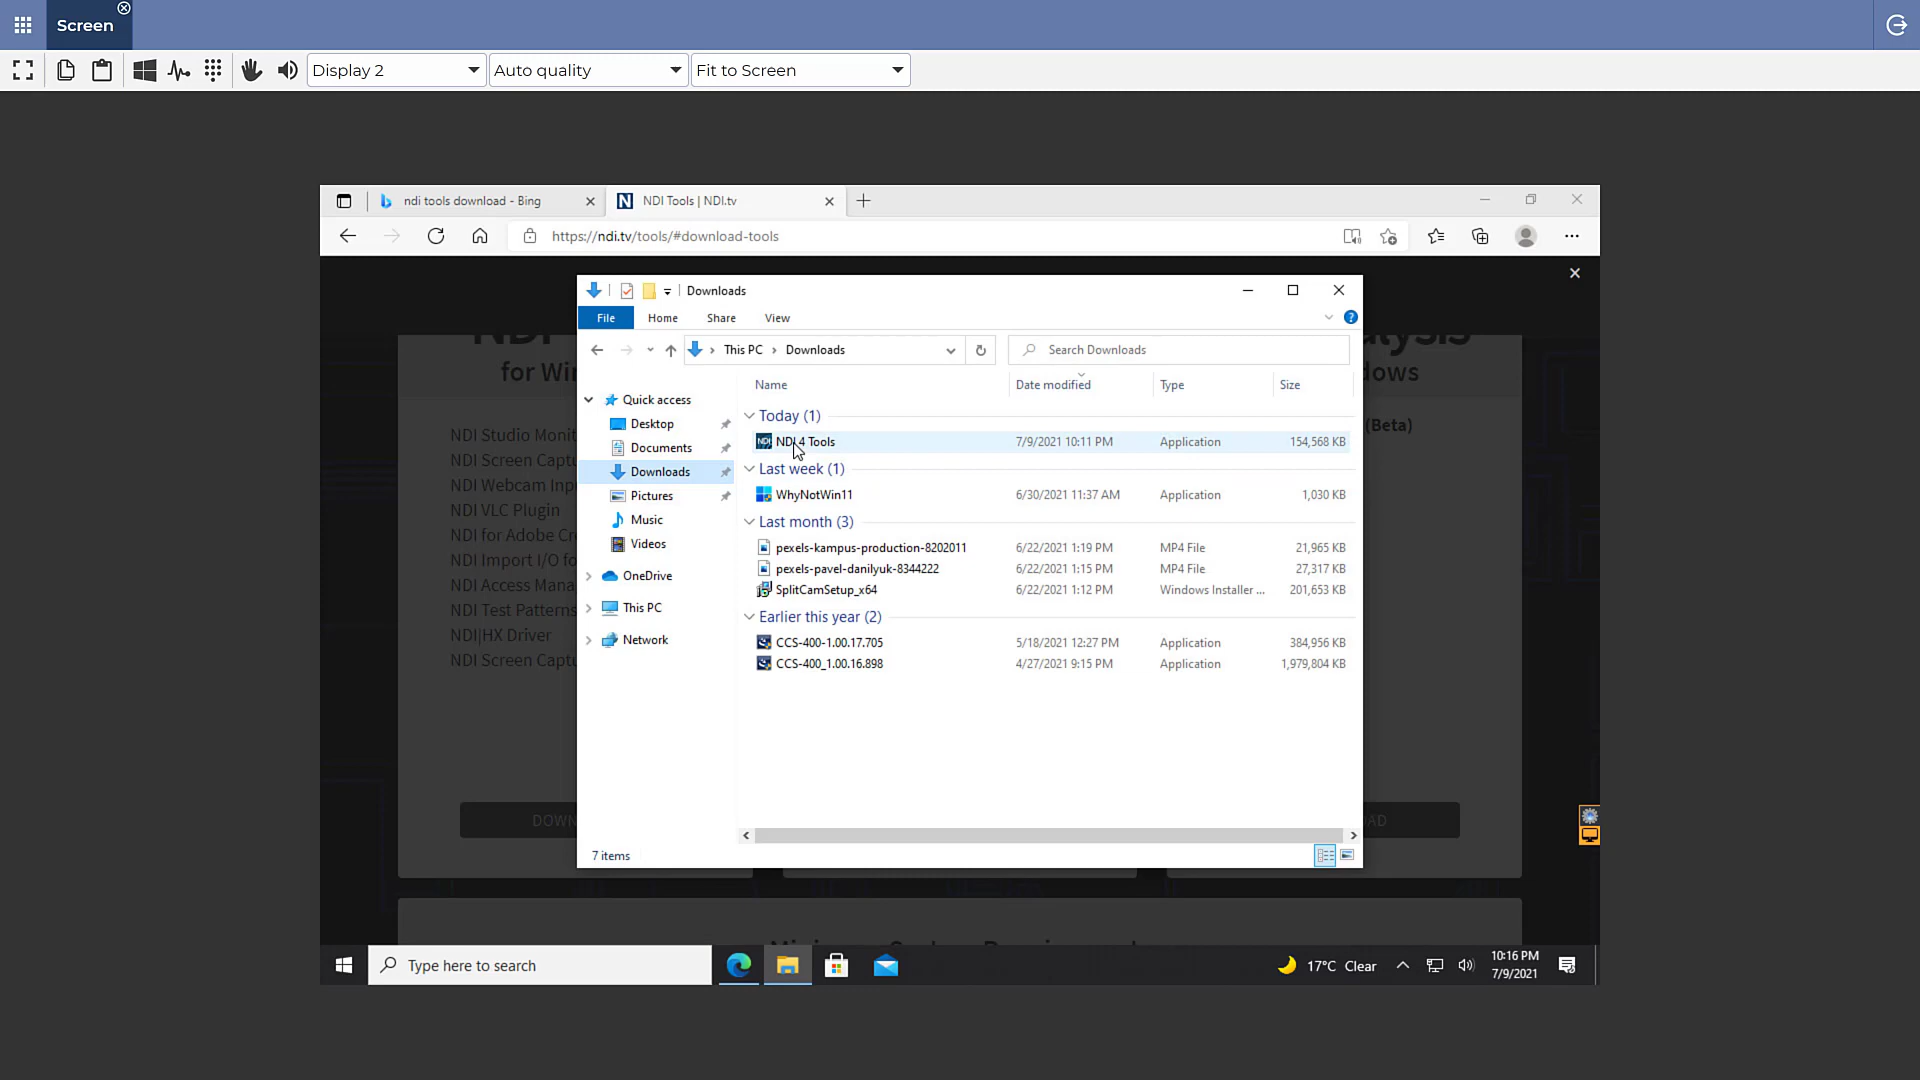 Screen
Display 2
Auto quality
Fit to Screen
ndi tools download - Bing
NDI Tools | NDI.tv
https://ndi.tv/tools/#download-tools
Downloads
File Home Share View
This PC > Downloads
Search Downloads
Name Date modified Type Size
Quick access
Desktop
Documents
Downloads
Pictures
Music
Videos
OneDrive
This PC
Network
Today (1)
NDI 4 Tools 7/9/2021 10:11 PM Application 154,568 KB
Last week (1)
WhyNotWin11 6/30/2021 11:37 AM Application 1,030 KB
Last month (3)
pexels-kampus-production-8202011 6/22/2021 1:19 PM MP4 File 21,965 KB
pexels-pavel-danilyuk-8344222 6/22/2021 1:15 PM MP4 File 27,317 KB
SplitCamSetup_x64 6/22/2021 1:12 PM Windows Installer ... 201,653 KB
Earlier this year (2)
CCS-400-1.00.17.705 5/18/2021 12:27 PM Application 384,956 KB
CCS-400_1.00.16.898 4/27/2021 9:15 PM Application 1,979,804 KB
7 items
NDI
for Wi
NDI Studio Monit
NDI Screen Captu
NDI Webcam Inp
NDI VLC Plugin
NDI for Adobe Cr
NDI Import I/O fo
NDI Access Mana
NDI Test Patterns
NDI|HX Driver
NDI Screen Captu
DOWN
alysis
dows
(Beta)
AD
Type here to search
17°C Clear
10:16 PM
7/9/2021